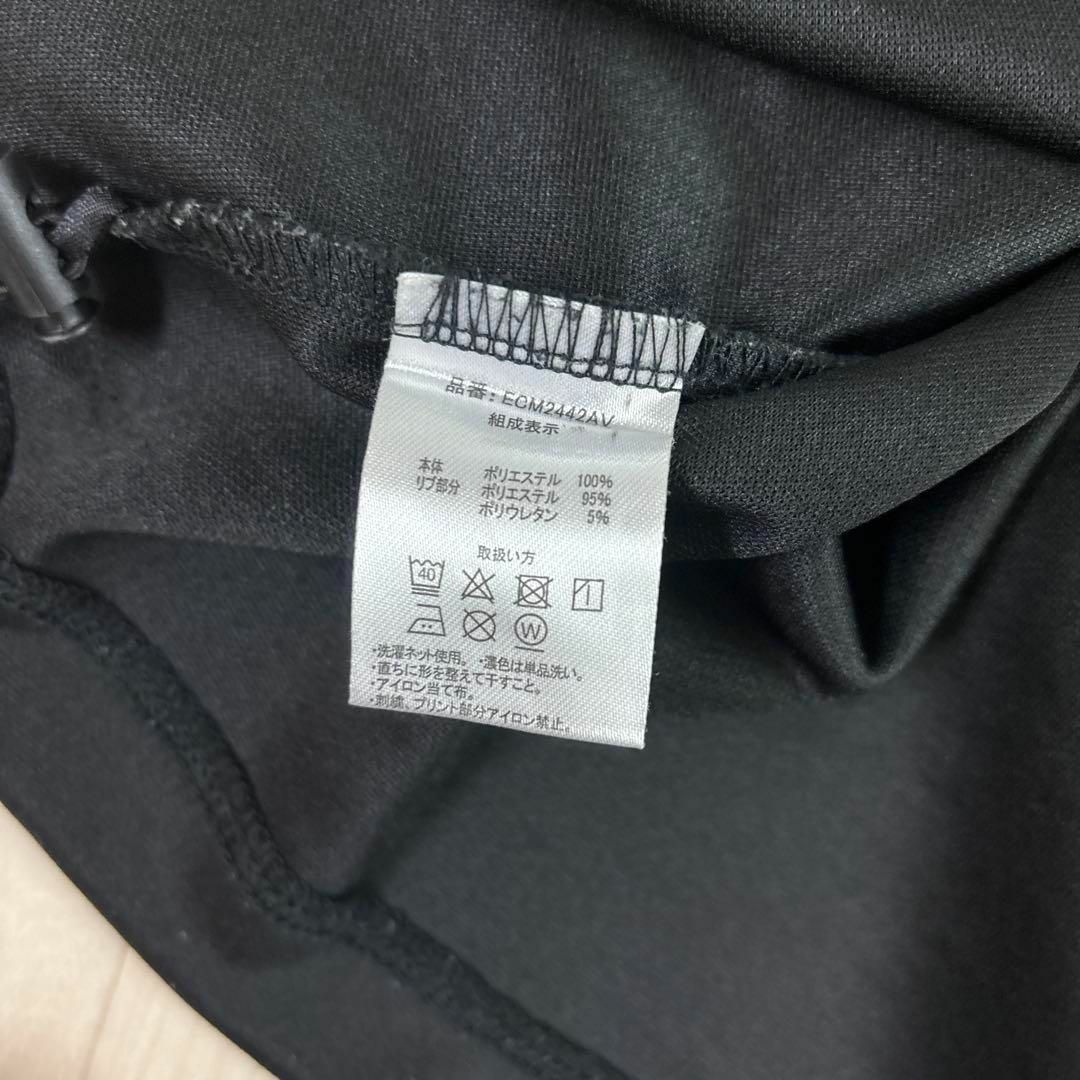 品番: ECM2442AV
組成表示
本体 ポリエステル 100%
リブ部分 ポリエステル 95%
ポリウレタン 5%
取扱い方
40
W
・洗濯ネット使用。・濃色は単品洗い。
・直ちに形を整えて干すこと。
・アイロン当て布。
・刺繍、プリント部分アイロン禁止。